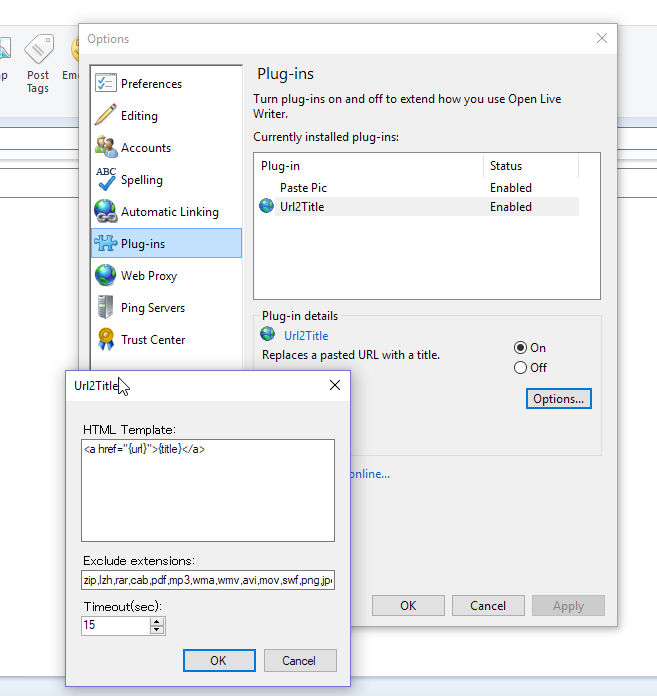 Options
Post
Tags
Preferences
Editing
Accounts
ABC
Spelling
Automatic Linking
Plug-ins
Web Proxy
Ping Servers
Trust Center
Plug-ins
Turn plug-ins on and off to extend how you use Open Live
Writer.
Currently installed plug-ins:
Plug-in Status
Paste Pic Enabled
Url2Title Enabled
Plug-in details
Url2Title
Replaces a pasted URL with a title.
On
Off
Options...
online...
OK Cancel Apply
Url2Title
HTML Template:
<a href="{url}">{title}</a>
Exclude extensions:
zip,lzh,rar,cab,pdf,mp3,wma,wmv,avi,mov,swf,png,jpe
Timeout(sec):
15
OK Cancel